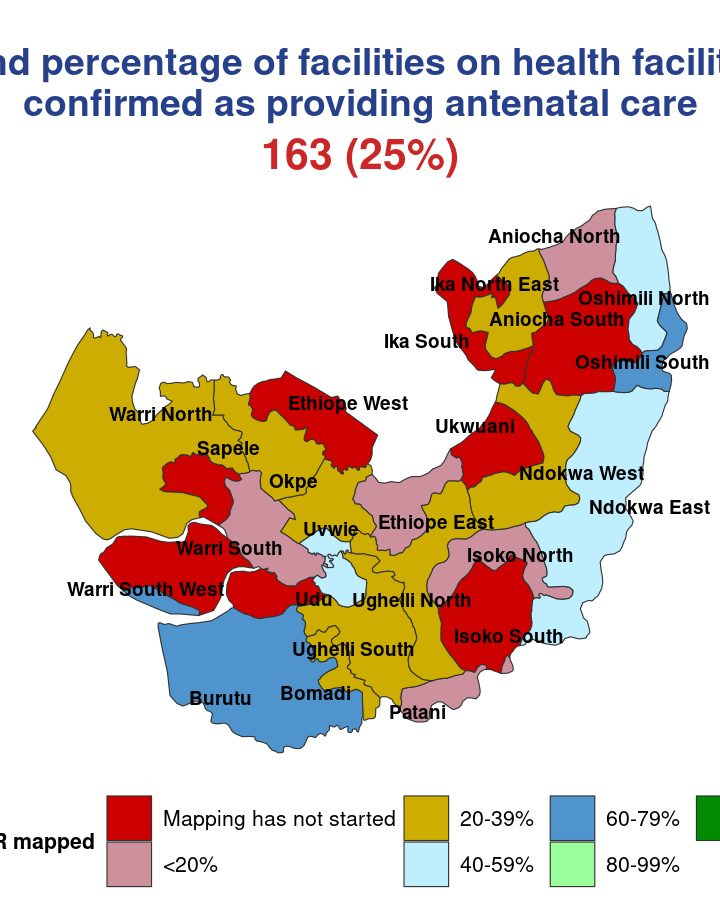 nd percentage of facilities on health facilit
confirmed as providing antenatal care
163 (25%)
Aniocha North
Ika North East
Oshimili North
Aniocha South
Ika South
Oshimili South
Ethiope West
Warri North
Ukwuani
Sapele
Ndokwa West
Okpe
Ndokwa East
Ethiope East
Uvwie
Warri South
Isoko North
Warri South West
Udu
Ughelli North
Isoko South
Ughelli South
Bomadi
Burutu
Patani
Mapping has not started
20-39%
60-79%
R mapped
<20%
40-59%
80-99%